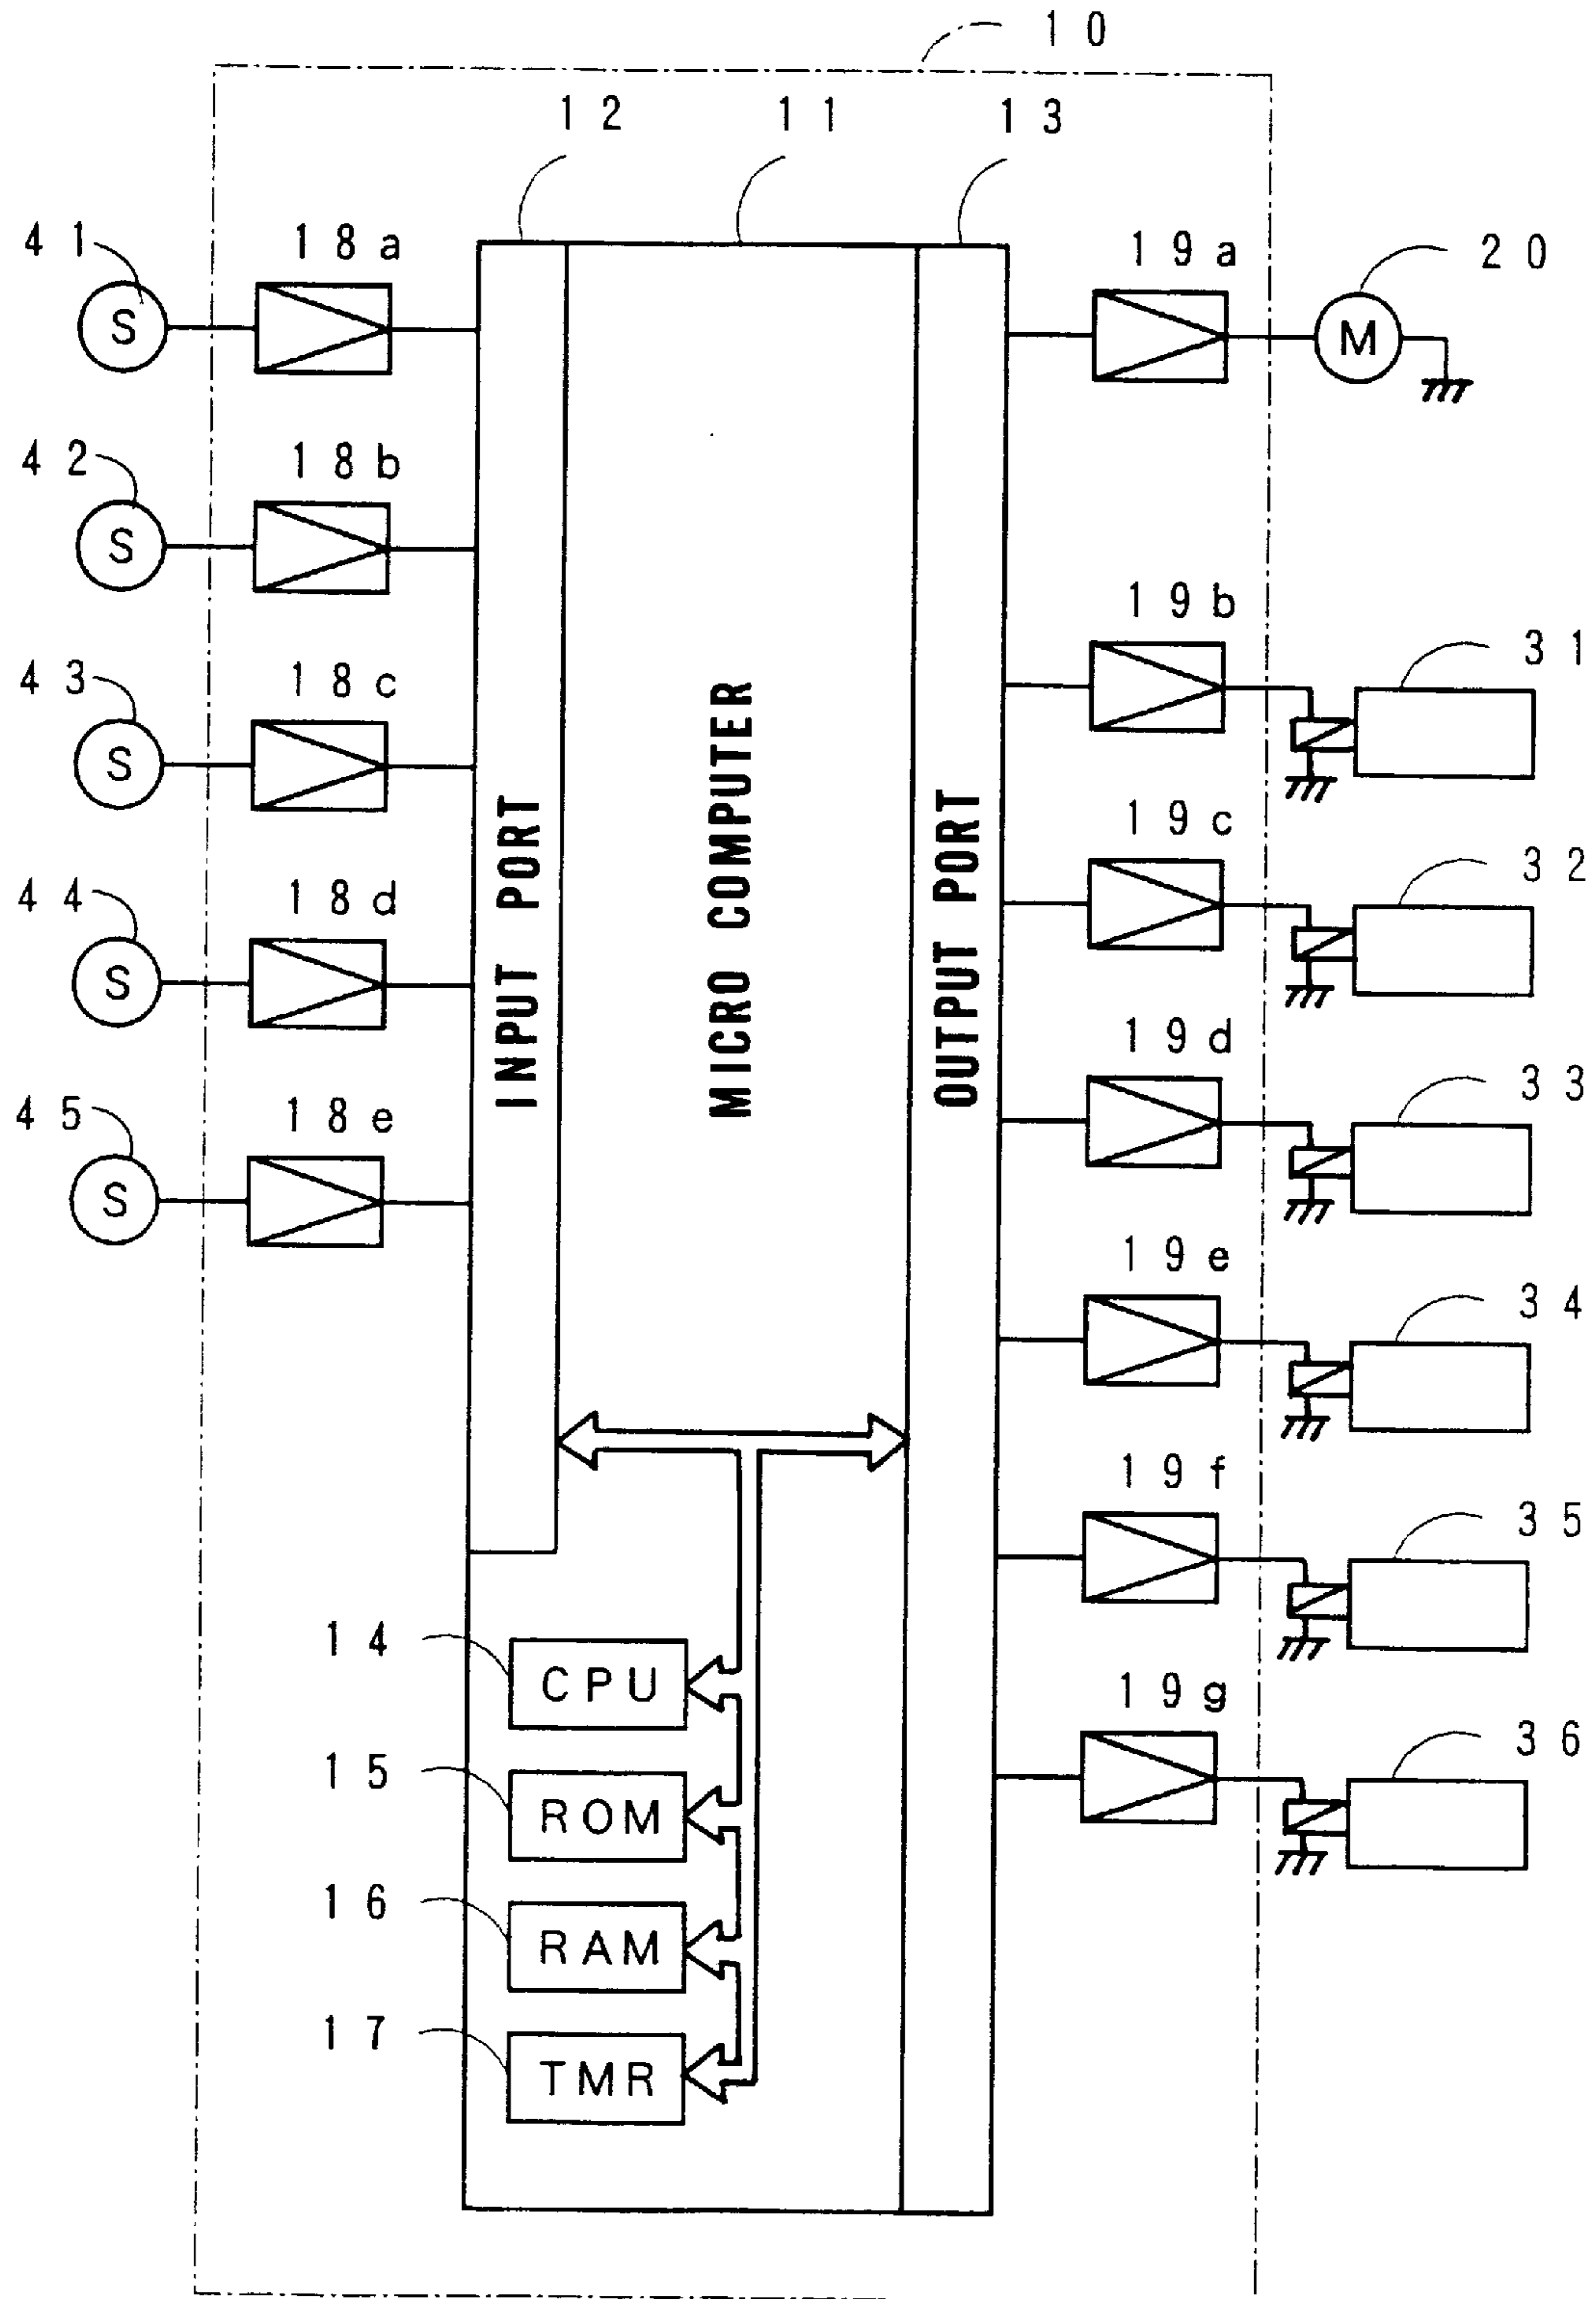 10
12 11 13
41 18a 19a 20
S M
42 18b
S
19b 31
43 18c
S
19c 32
44 18d
S
19d 33
45 18e
S
19e 34
19f 35
19g 36
INPUT PORT
MICRO COMPUTER
OUTPUT PORT
14 CPU
15 ROM
16 RAM
17 TMR